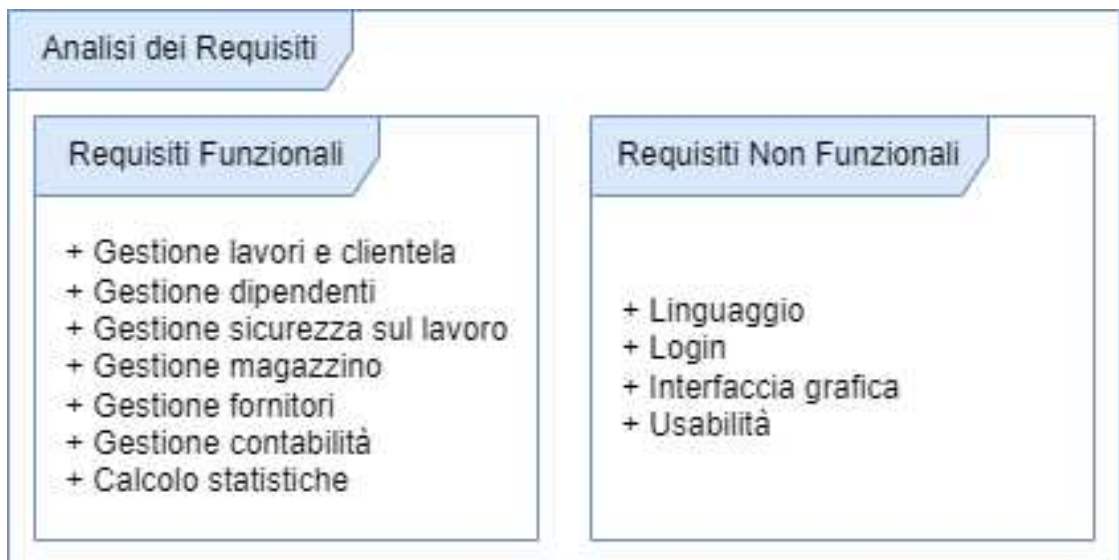 Analisi dei Requisiti
Requisiti Funzionali
+ Gestione lavori e clientela
+ Gestione dipendenti
+ Gestione sicurezza sul lavoro
+ Gestione magazzino
+ Gestione fornitori
+ Gestione contabilità
+ Calcolo statistiche
Requisiti Non Funzionali
+ Linguaggio
+ Login
+ Interfaccia grafica
+ Usabilità